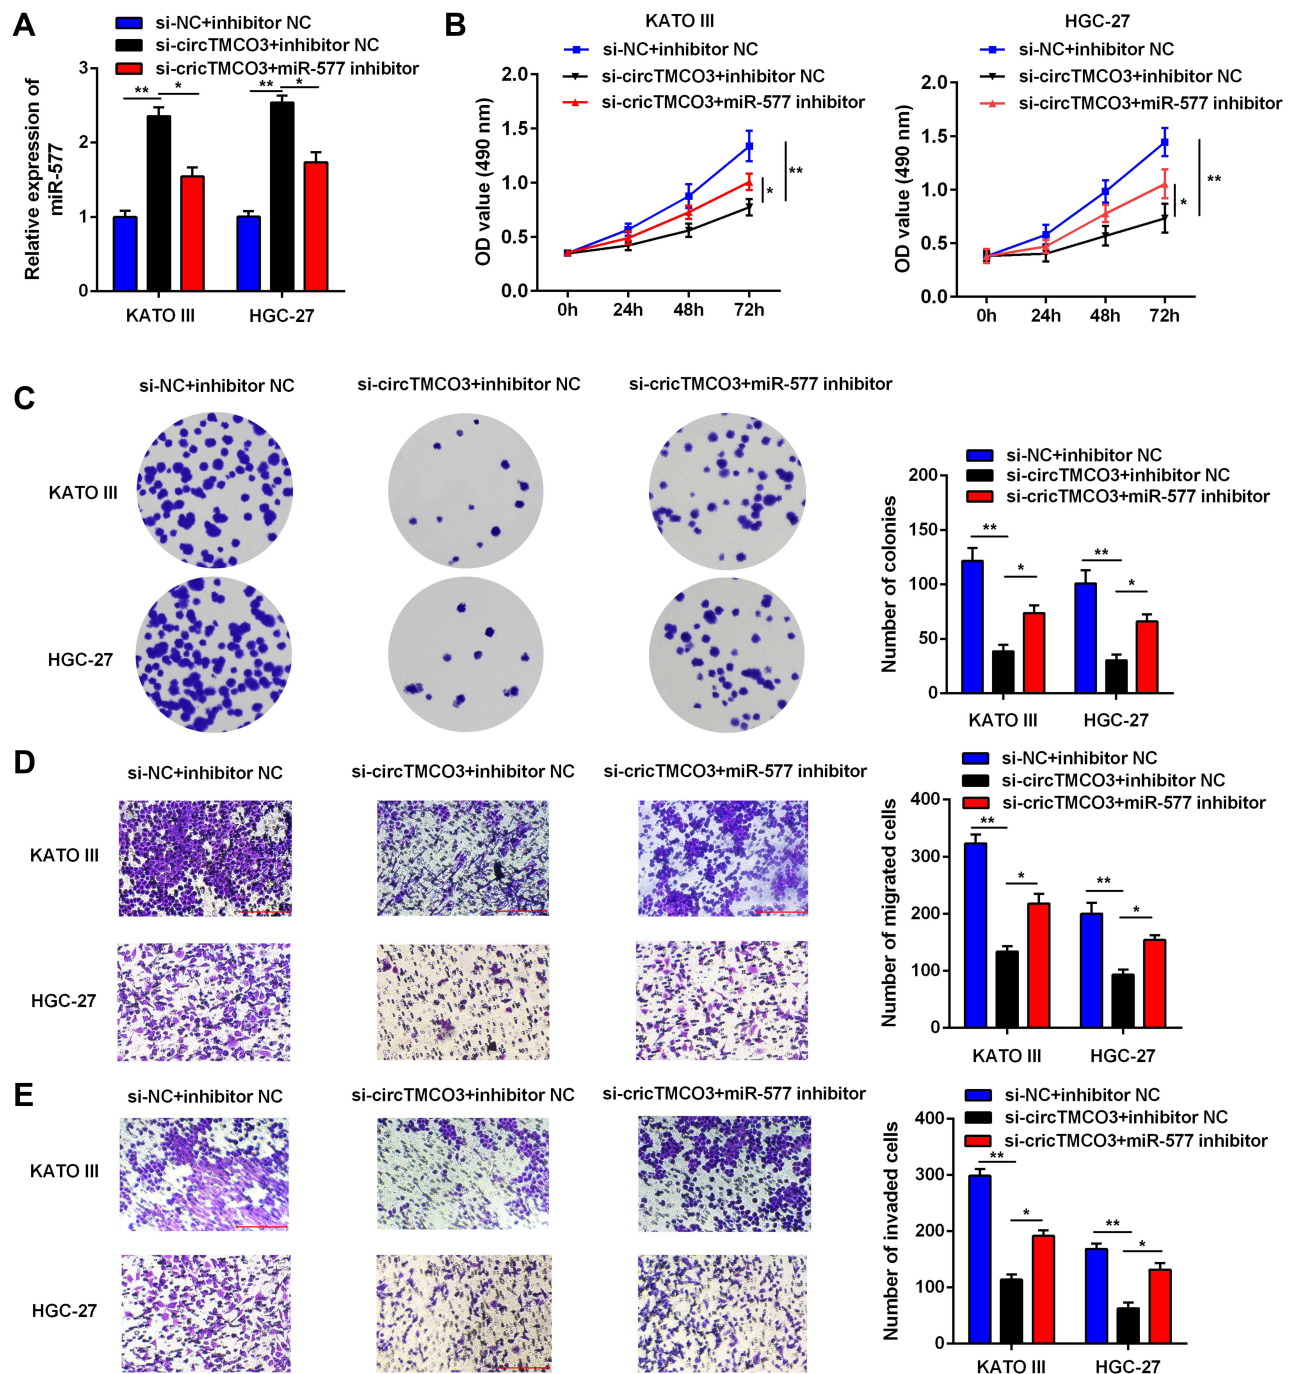 A
si-NC+inhibitor NC
si-circTMCO3+inhibitor NC
si-cricTMCO3+miR-577 inhibitor
Relative expression of
miR-577
3
2
1
0
** *
** *
KATO III HGC-27
B
KATO III
si-NC+inhibitor NC
si-circTMCO3+inhibitor NC
si-cricTMCO3+miR-577 inhibitor
OD value (490 nm)
2.0
1.5
1.0
0.5
0.0
0h 24h 48h 72h
*
**
HGC-27
si-NC+inhibitor NC
si-circTMCO3+inhibitor NC
si-cricTMCO3+miR-577 inhibitor
OD value (490 nm)
2.0
1.5
1.0
0.5
0.0
0h 24h 48h 72h
*
**
C
si-NC+inhibitor NC si-circTMCO3+inhibitor NC si-cricTMCO3+miR-577 inhibitor
KATO III
HGC-27
si-NC+inhibitor NC
si-circTMCO3+inhibitor NC
si-cricTMCO3+miR-577 inhibitor
Number of colonies
200
150
100
50
0
**
*
**
*
KATO III HGC-27
D
si-NC+inhibitor NC si-circTMCO3+inhibitor NC si-cricTMCO3+miR-577 inhibitor
KATO III
HGC-27
si-NC+inhibitor NC
si-circTMCO3+inhibitor NC
si-cricTMCO3+miR-577 inhibitor
Number of migrated cells
400
300
200
100
0
**
*
**
*
KATO III HGC-27
E
si-NC+inhibitor NC si-circTMCO3+inhibitor NC si-cricTMCO3+miR-577 inhibitor
KATO III
HGC-27
si-NC+inhibitor NC
si-circTMCO3+inhibitor NC
si-cricTMCO3+miR-577 inhibitor
Number of invaded cells
400
300
200
100
0
**
*
**
*
KATO III HGC-27